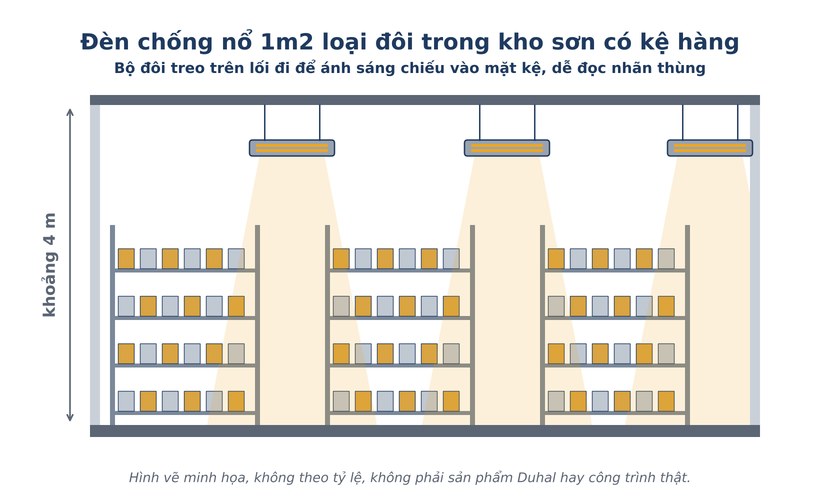 Đèn chống nổ 1m2 loại đôi trong kho sơn có kệ hàng
Bộ đôi treo trên lối đi để ánh sáng chiếu vào mặt kệ, dễ đọc nhãn thùng
khoảng 4 m
Hình vẽ minh họa, không theo tỷ lệ, không phải sản phẩm Duhal hay công trình thật.